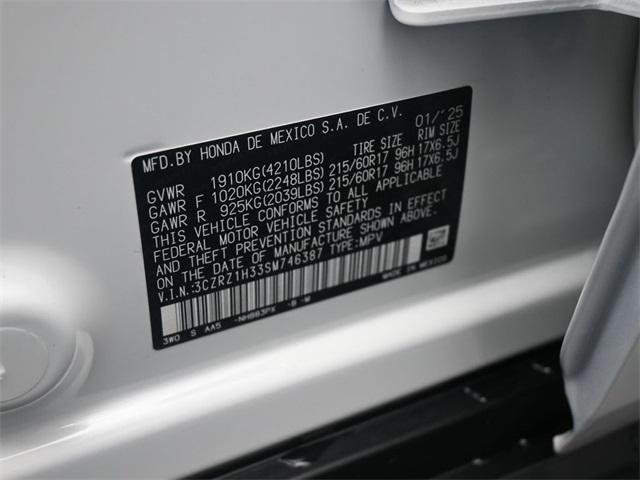 MFD.BY HONDA DE MEXICO S.A. DE C.V. 01/'25
TIRE SIZE RIM SIZE
GVWR 1910KG(4210LBS)
GAWR F 1020KG(2248LBS) 215/60R17 96H 17X6.5J
GAWR R 925KG(2039LBS) 215/60R17 96H 17X6.5J
THIS VEHICLE CONFORMS TO ALL APPLICABLE
FEDERAL MOTOR VEHICLE SAFETY
AND THEFT PREVENTION STANDARDS IN EFFECT
ON THE DATE OF MANUFACTURE SHOWN ABOVE.
V.I.N.:3CZRZ1H33SM746387 TYPE:MPV
MADE IN MEXICO
3W0 S AA5 -NH883PX -B -M